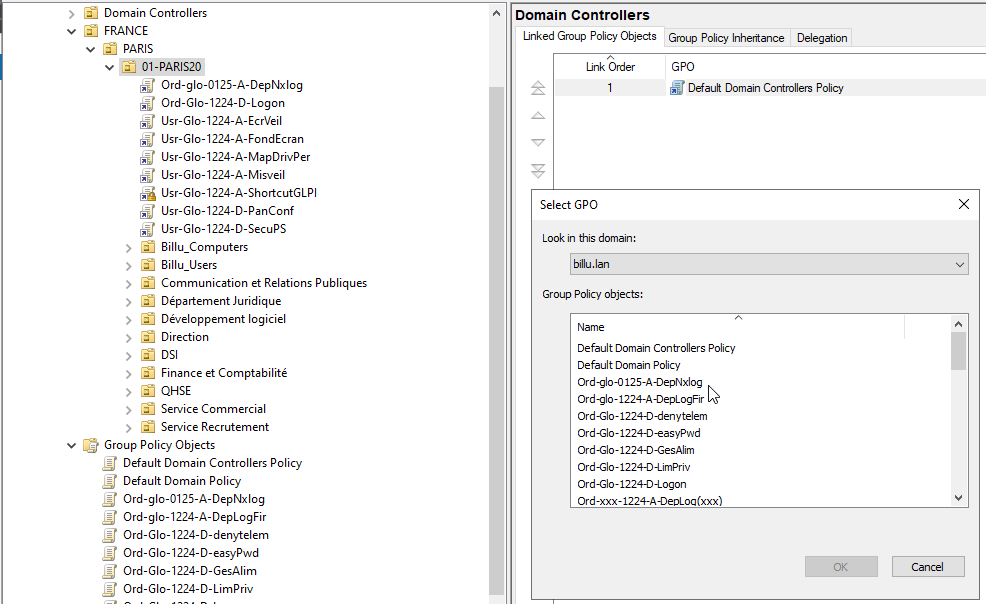 Domain Controllers
FRANCE
PARIS
01-PARIS20
Ord-glo-0125-A-DepNxlog
Ord-Glo-1224-D-Logon
Usr-Glo-1224-A-EcrVeil
Usr-Glo-1224-A-FondEcran
Usr-Glo-1224-A-MapDrivPer
Usr-Glo-1224-A-Misveil
Usr-Glo-1224-A-ShortcutGLPI
Usr-Glo-1224-D-PanConf
Usr-Glo-1224-D-SecuPS
Billu_Computers
Billu_Users
Communication et Relations Publiques
Département Juridique
Développement logiciel
Direction
DSI
Finance et Comptabilité
QHSE
Service Commercial
Service Recrutement
Group Policy Objects
Default Domain Controllers Policy
Default Domain Policy
Ord-glo-0125-A-DepNxlog
Ord-glo-1224-A-DepLogFir
Ord-Glo-1224-D-denytelem
Ord-Glo-1224-D-easyPwd
Ord-Glo-1224-D-GesAlim
Ord-Glo-1224-D-LimPriv
Domain Controllers
Linked Group Policy Objects Group Policy Inheritance Delegation
Link Order GPO
1 Default Domain Controllers Policy
Select GPO
Look in this domain:
billu.lan
Group Policy objects:
Name
Default Domain Controllers Policy
Default Domain Policy
Ord-glo-0125-A-DepNxlog
Ord-glo-1224-A-DepLogFir
Ord-Glo-1224-D-denytelem
Ord-Glo-1224-D-easyPwd
Ord-Glo-1224-D-GesAlim
Ord-Glo-1224-D-LimPriv
Ord-Glo-1224-D-Logon
Ord-xxx-1224-A-DepLog(xxx)
OK Cancel